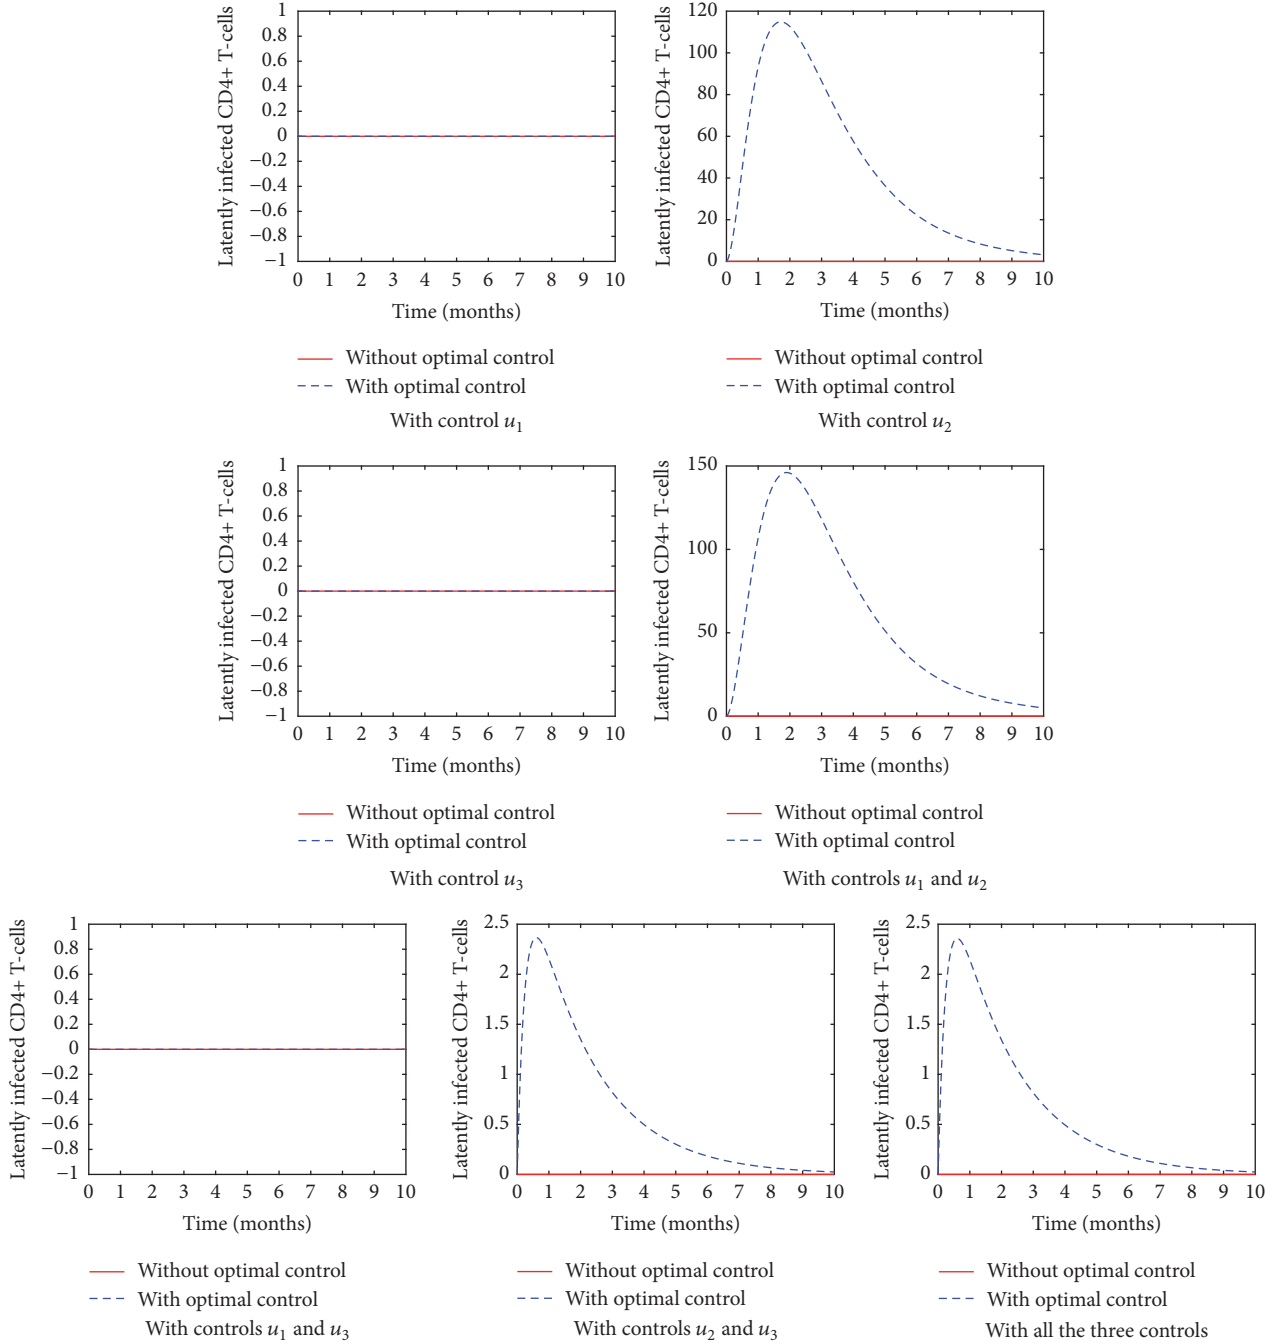 Latently infected CD4+ T-cells
1
0.8
0.6
0.4
0.2
0
−0.2
−0.4
−0.6
−0.8
−1
0 1 2 3 4 5 6 7 8 9 10
Time (months)
Without optimal control
With optimal control
With control u1
Latently infected CD4+ T-cells
120
100
80
60
40
20
0
0 1 2 3 4 5 6 7 8 9 10
Time (months)
Without optimal control
With optimal control
With control u2
Latently infected CD4+ T-cells
1
0.8
0.6
0.4
0.2
0
−0.2
−0.4
−0.6
−0.8
−1
0 1 2 3 4 5 6 7 8 9 10
Time (months)
Without optimal control
With optimal control
With control u3
Latently infected CD4+ T-cells
150
100
50
0
0 1 2 3 4 5 6 7 8 9 10
Time (months)
Without optimal control
With optimal control
With controls u1 and u2
Latently infected CD4+ T-cells
1
0.8
0.6
0.4
0.2
0
−0.2
−0.4
−0.6
−0.8
−1
0 1 2 3 4 5 6 7 8 9 10
Time (months)
Without optimal control
With optimal control
With controls u1 and u3
Latently infected CD4+ T-cells
2.5
2
1.5
1
0.5
0
0 1 2 3 4 5 6 7 8 9 10
Time (months)
Without optimal control
With optimal control
With controls u2 and u3
Latently infected CD4+ T-cells
2.5
2
1.5
1
0.5
0
0 1 2 3 4 5 6 7 8 9 10
Time (months)
Without optimal control
With optimal control
With all the three controls